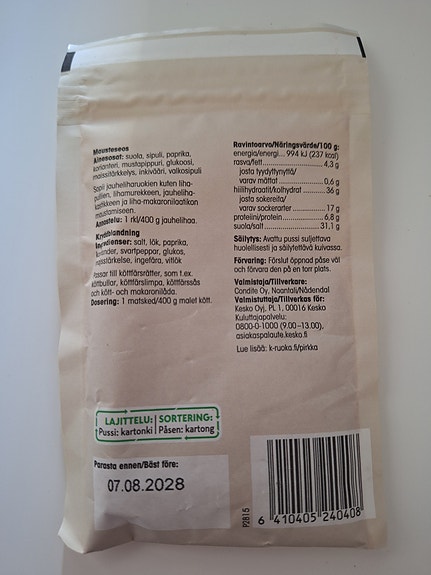 Mausteseos
Ainesosat: suola, sipuli, paprika,
korianteri, mustapippuri, glukoosi,
maissitärkkelys, inkivääri, valkosipuli
Sopii jauheliharuokien kuten liha-
pullien, lihamurekkeen, jauheliha-
kastikkeen ja liha-makaronilaatikon
maustamiseen.
Annostelu: 1 rkl/400 g jauhelihaa.
Kryddblandning
Ingredienser: salt, lök, paprika,
koriander, svartpeppar, glukos,
majsstärkelse, ingefära, vitlök
Passar till köttfärsrätter, som t.ex.
köttbullar, köttfärslimpa, köttfärssås
och kött- och makaronilåda.
Dosering: 1 matsked/400 g malet kött.
LAJITTELU: SORTERING:
Pussi: kartonki Påsen: kartong
Parasta ennen/Bäst före:
07.08.2028
Ravintoarvo/Näringsvärde/100 g:
energia/energi... 994 kJ (237 kcal)
rasva/fett 4,3 g
josta tyydyttynyttä/
varav mättat 0,6 g
hiilihydraatit/kolhydrat 36 g
josta sokereita/
varav sockerarter 17 g
proteiini/protein 6,8 g
suola/salt 31,1 g
Säilytys: Avattu pussi suljettava
huolellisesti ja säilytettävä kuivassa.
Förvaring: Förslut öppnad påse väl
och förvara den på en torr plats.
Valmistaja/Tillverkare:
Condite Oy, Naantali/Nådendal
Valmistuttaja/Tillverkas för:
Kesko Oyj, PL 1, 00016 Kesko
Kuluttajapalvelu:
0800-0-1000 (9.00–13.00),
asiakaspalaute.kesko.fi
Lue lisää: k-ruoka.fi/pirkka
P2815
6 410405 240408